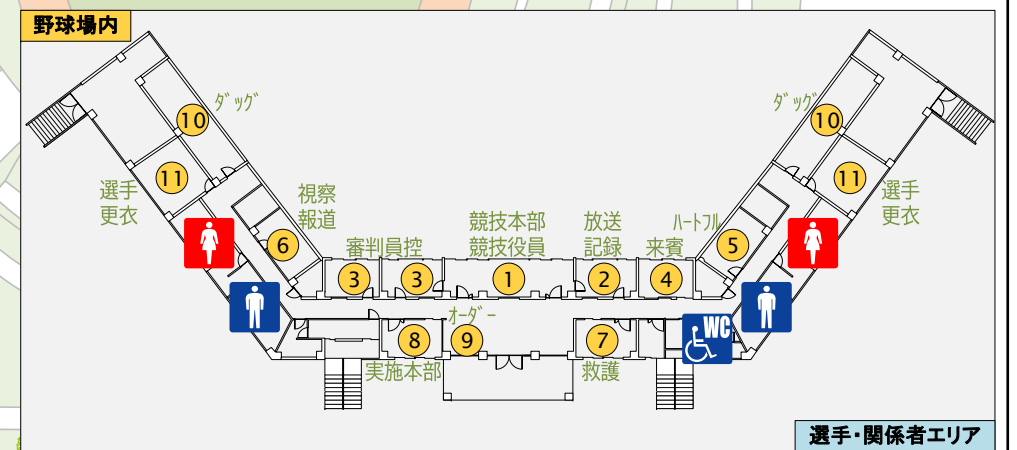 野球場内
ダッグ
10
11
選手
更衣
視察
報道
6
審判員控
3
3
競技本部
競技役員
1
放送
記録
2
来賓
4
ハートフル
5
ダッグ
10
11
選手
更衣
オーダー
8
9
実施本部
7
救護
WC
選手・関係者エリア